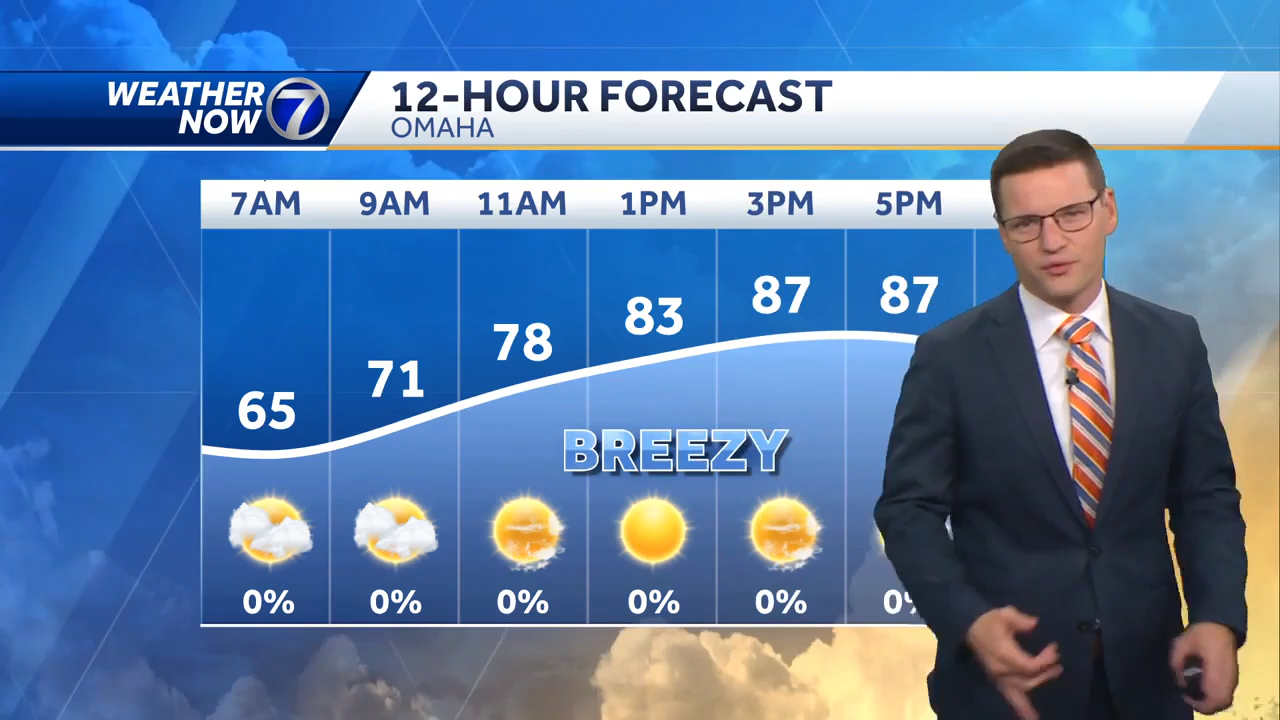 WEATHER
NOW 7
12-HOUR FORECAST
OMAHA
7AM 9AM 11AM 1PM 3PM 5PM
65 71 78 83 87 87
BREEZY
0% 0% 0% 0% 0% 0%